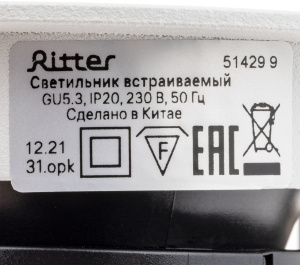 Ritter 51429 9
Светильник встраиваемый
GU5.3, IP20, 230 В, 50 Гц
Сделано в Китае
12.21
31.opk
F
EAC